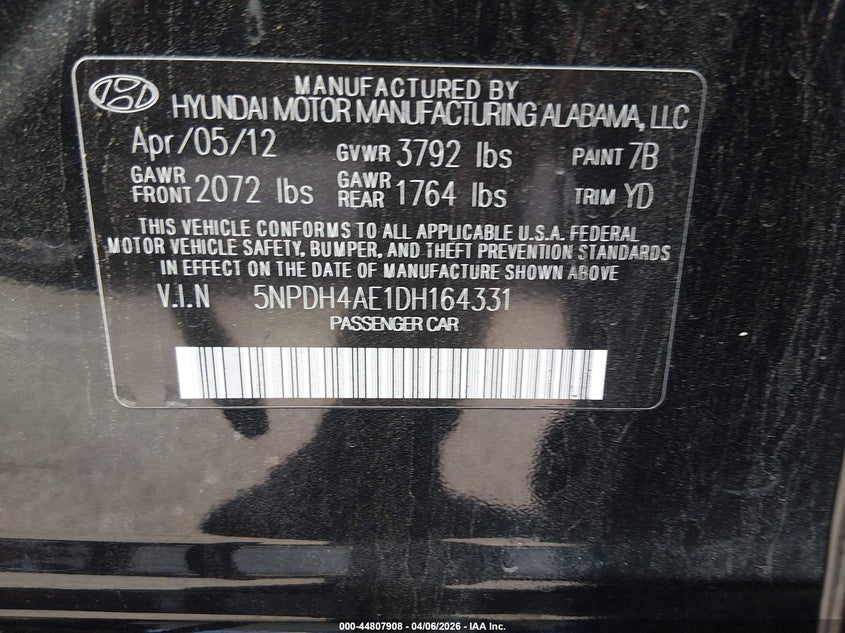 MANUFACTURED BY
HYUNDAI MOTOR MANUFACTURING ALABAMA, LLC
Apr/05/12 GVWR 3792 lbs PAINT 7B
GAWR FRONT 2072 lbs GAWR REAR 1764 lbs TRIM YD
THIS VEHICLE CONFORMS TO ALL APPLICABLE U.S.A. FEDERAL
MOTOR VEHICLE SAFETY, BUMPER, AND THEFT PREVENTION STANDARDS
IN EFFECT ON THE DATE OF MANUFACTURE SHOWN ABOVE
V.I.N 5NPDH4AE1DH164331
PASSENGER CAR
000-44807908 - 04/06/2026 - IAA Inc.